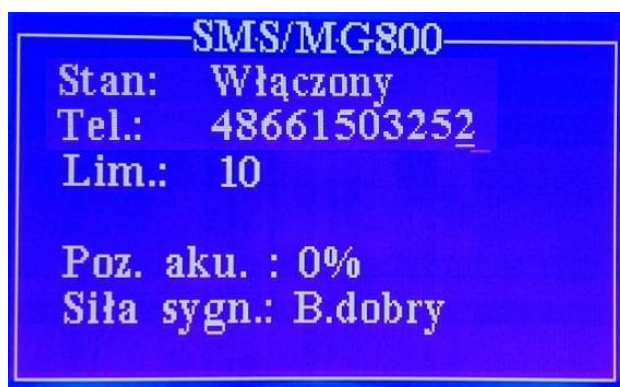 SMS/MG800
Stan: Włączony
Tel.: 48661503252
Lim.: 10
Poz. aku. : 0%
Siła sygn.: B.dobry